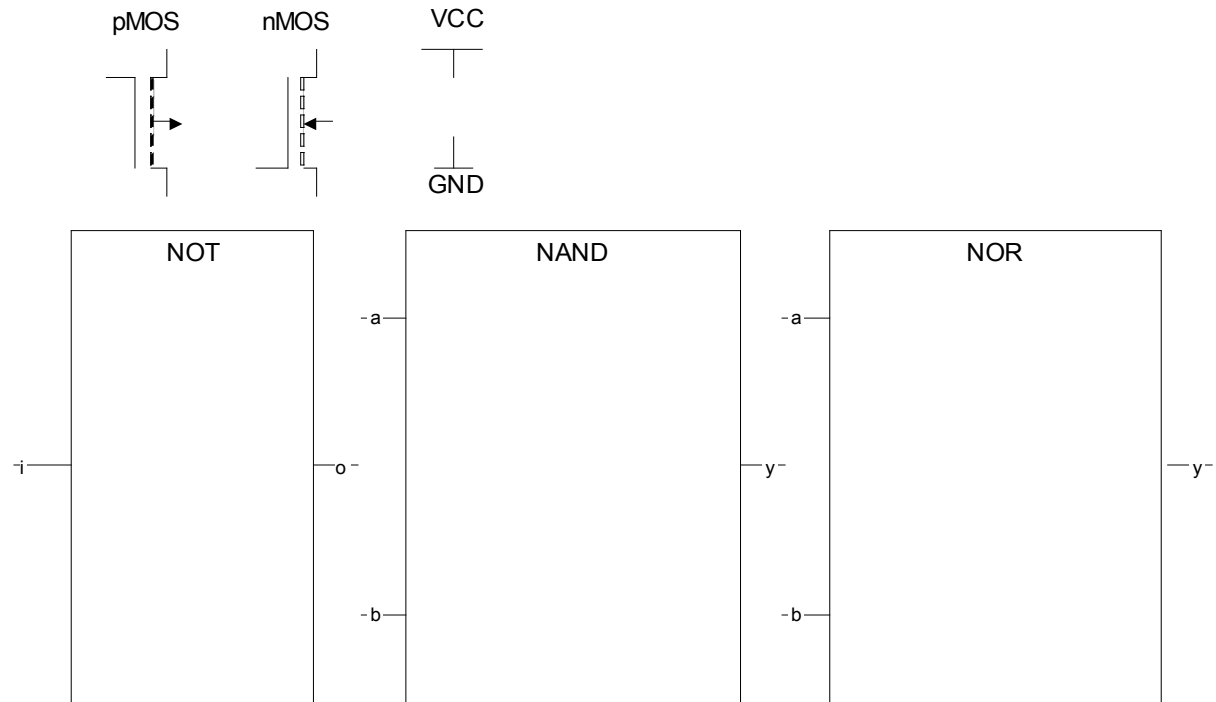 pMOS nMOS VCC
GND
NOT NAND NOR
a a
i o y y
b b